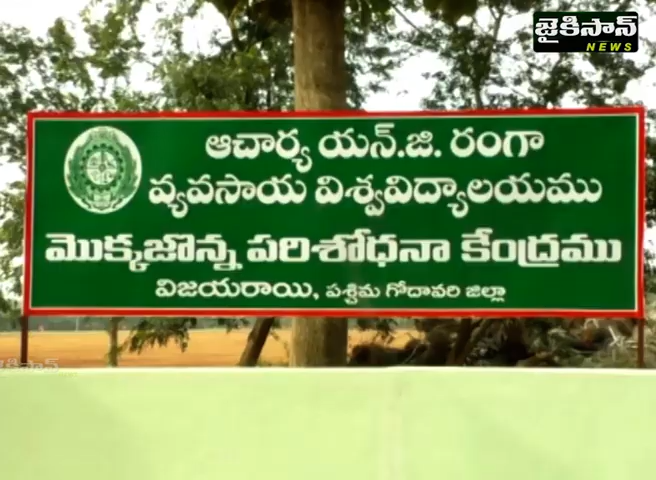 జైకిసాన్
NEWS
ఆచార్య యన్.జి. రంగా
వ్యవసాయ విశ్వవిద్యాలయము
మొక్కజొన్న పరిశోధనా కేంద్రము
విజయరాయి, పశ్చిమ గోదావరి జిల్లా
జైకిసాన్